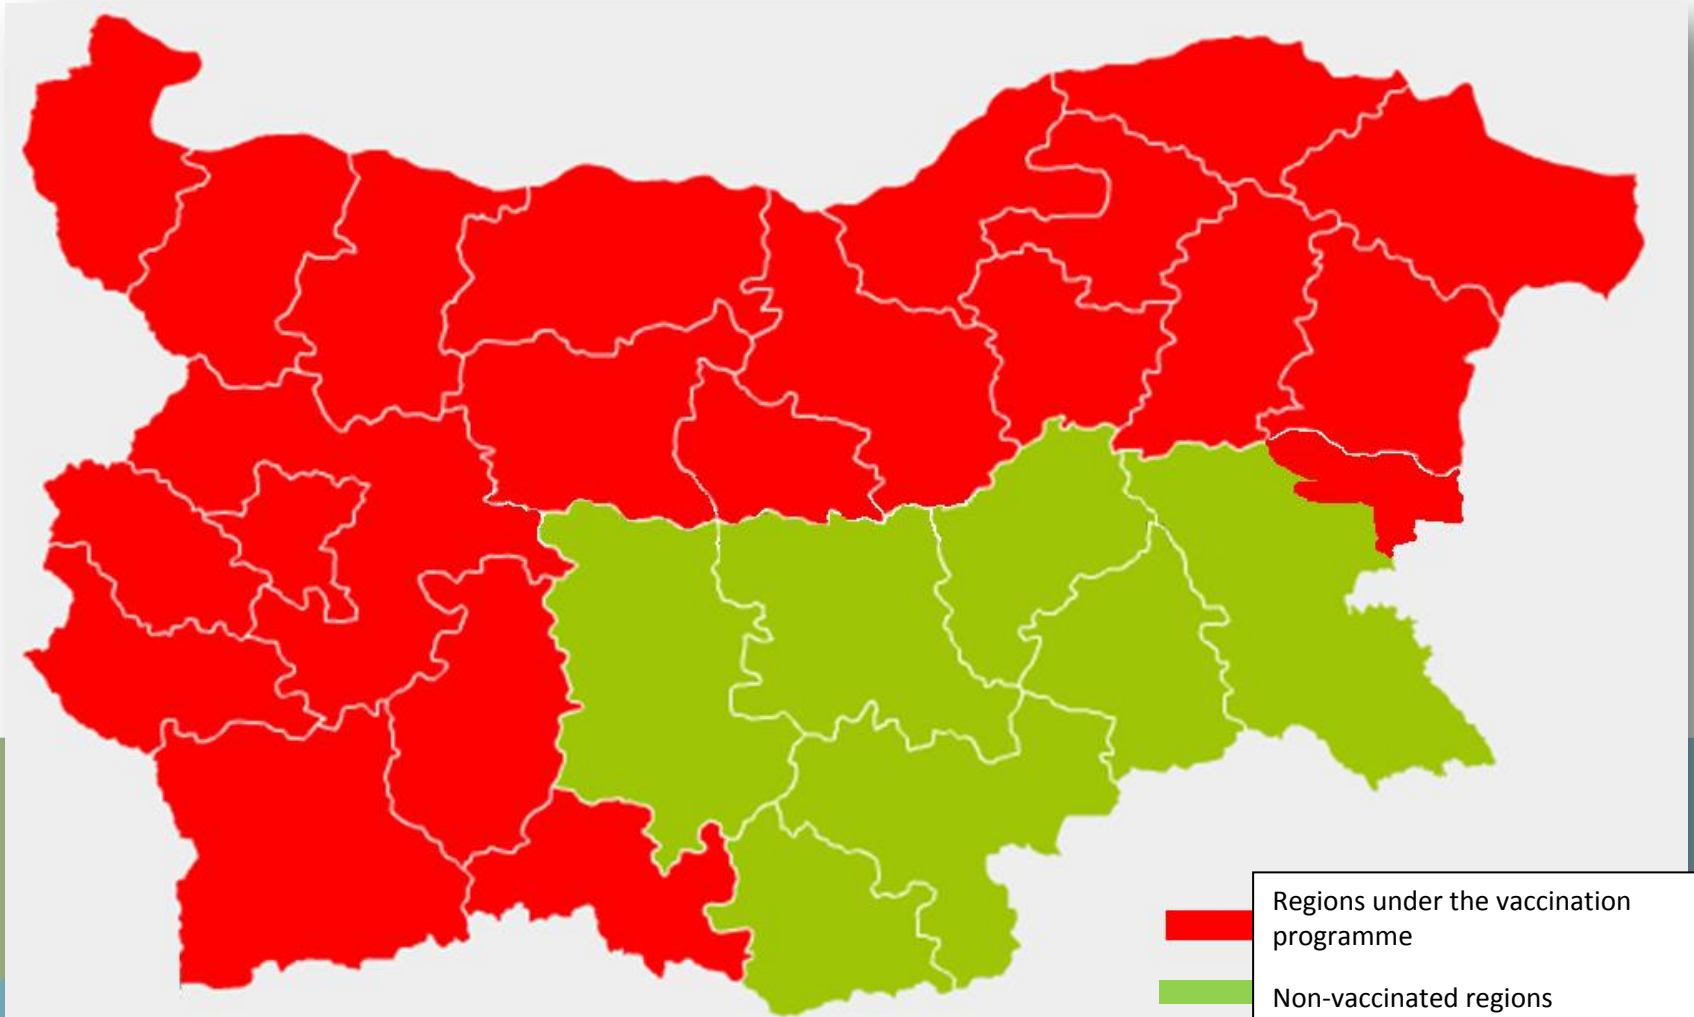 Regions under the vaccination
programme
Non-vaccinated regions